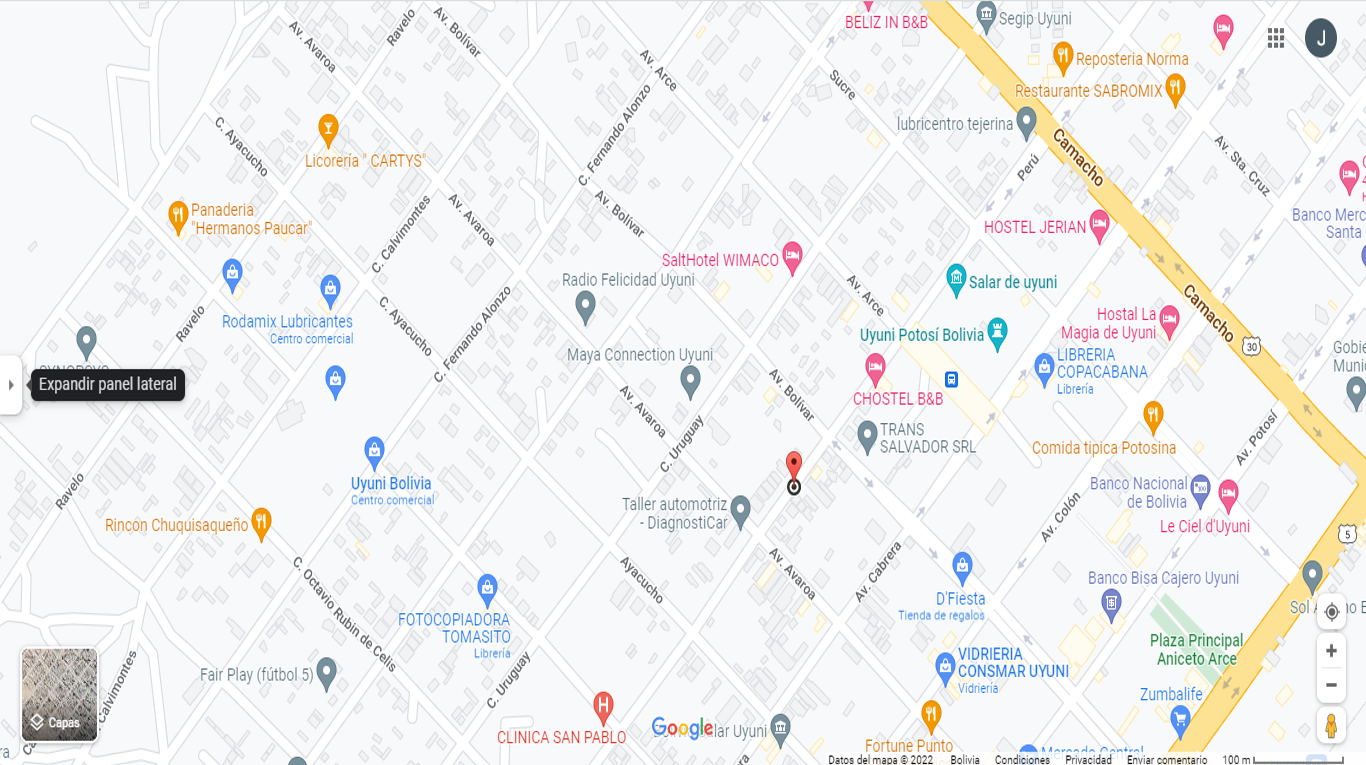 BELIZ IN B&B
Segip Uyuni
J
Av. Avaroa
Ravelo
Av. Bolivar
Av. Arce
Sucre
Reposteria Norma
Restaurante SABROMIX
lubricentro tejerina
Camacho
Perú
Av. Sta. Cruz
C. Ayacucho
Licorería " CARTYS"
C. Fernando Alonzo
Panaderia
"Hermanos Paucar"
C. Calvimontes
Av. Avaroa
Av. Bolivar
HOSTEL JERIAN
Banco Merc
Santa
SaltHotel WIMACO
Radio Felicidad Uyuni
Av. Arce
Salar de uyuni
Camacho
30
Rodamix Lubricantes
Centro comercial
Ravelo
C. Ayacucho
C. Fernando Alonzo
Uyuni Potosí Bolivia
Hostal La
Magia de Uyuni
Gobie
Muni
Maya Connection Uyuni
LIBRERIA
COPACABANA
Librería
Expandir panel lateral
CHOSTEL B&B
Av. Bolivar
Av. Avaroa
C. Uruguay
TRANS
SALVADOR SRL
Comida tipica Potosina
Av. Potosí
Uyuni Bolivia
Centro comercial
Ravelo
Banco Nacional
de Bolivia
Le Ciel d'Uyuni
Rincon Chuquisaqueño
Taller automotriz
- DiagnostiCar
Av. Colón
5
C. Octavio Rubin de Celis
Ayacucho
Av. Avaroa
Av. Cabrera
Banco Bisa Cajero Uyuni
D'Fiesta
Tienda de regalos
FOTOCOPIADORA
TOMASITO
Librería
Plaza Principal
Aniceto Arce
VIDRIERIA
CONSMAR UYUNI
Vidriería
Fair Play (fútbol 5)
C. Uruguay
Calvimontes
Zumbalife
Capas
CLINICA SAN PABLO
Google
Fortune Punto
Mercado Central
Datos del mapa © 2022
Bolivia
Condiciones
Privacidad
Enviar comentario
100 m